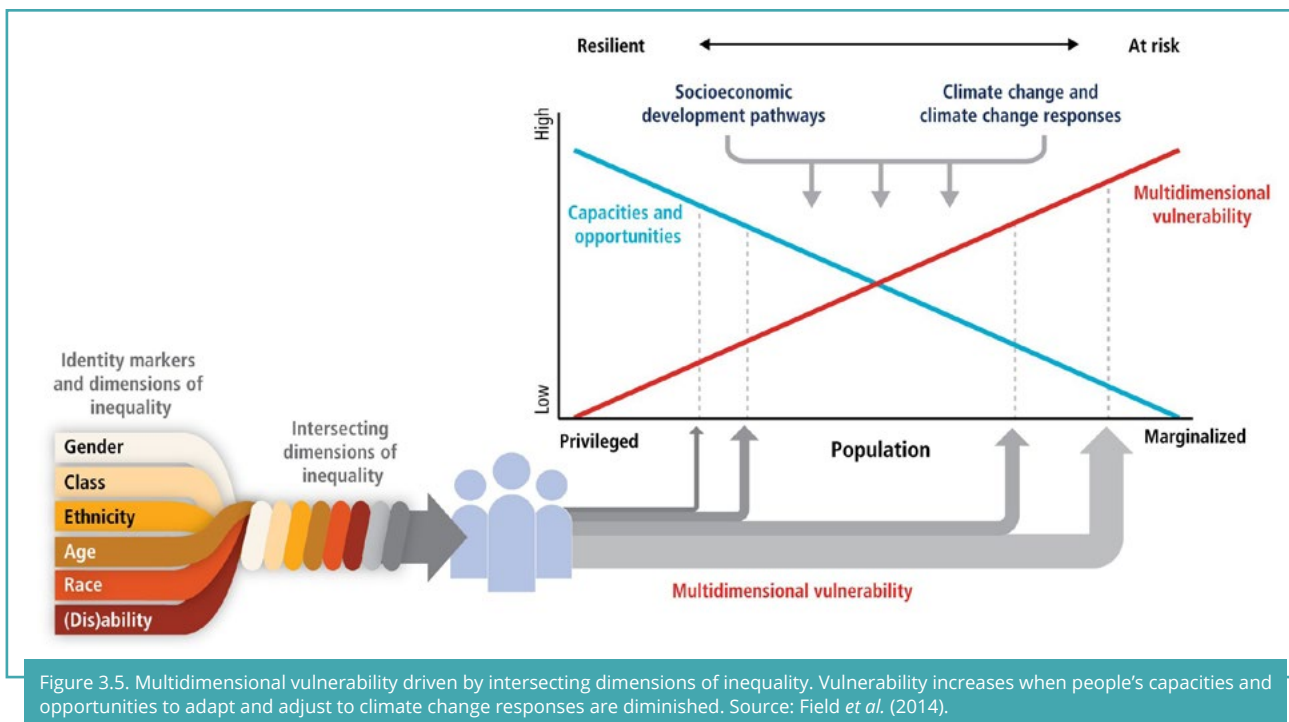 Resilient
At risk
Socioeconomic
development pathways
Climate change and
climate change responses
High
Low
Capacities and
opportunities
Multidimensional
vulnerability
Privileged
Population
Marginalized
Identity markers
and dimensions of
inequality
Gender
Class
Ethnicity
Age
Race
(Dis)ability
Intersecting
dimensions of
inequality
Multidimensional vulnerability
Figure 3.5. Multidimensional vulnerability driven by intersecting dimensions of inequality. Vulnerability increases when people’s capacities and
opportunities to adapt and adjust to climate change responses are diminished. Source: Field et al. (2014).